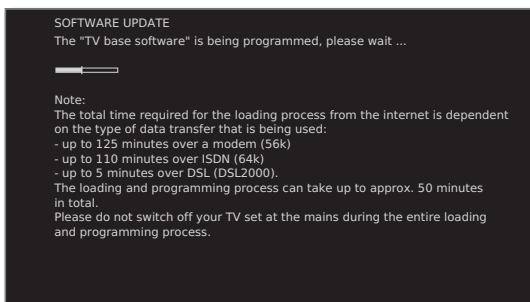 SOFTWARE UPDATE
The "TV base software" is being programmed, please wait ...
Note:
The total time required for the loading process from the internet is dependent
on the type of data transfer that is being used:
- up to 125 minutes over a modem (56k)
- up to 110 minutes over ISDN (64k)
- up to 5 minutes over DSL (DSL2000).
The loading and programming process can take up to approx. 50 minutes
in total.
Please do not switch off your TV set at the mains during the entire loading
and programming process.